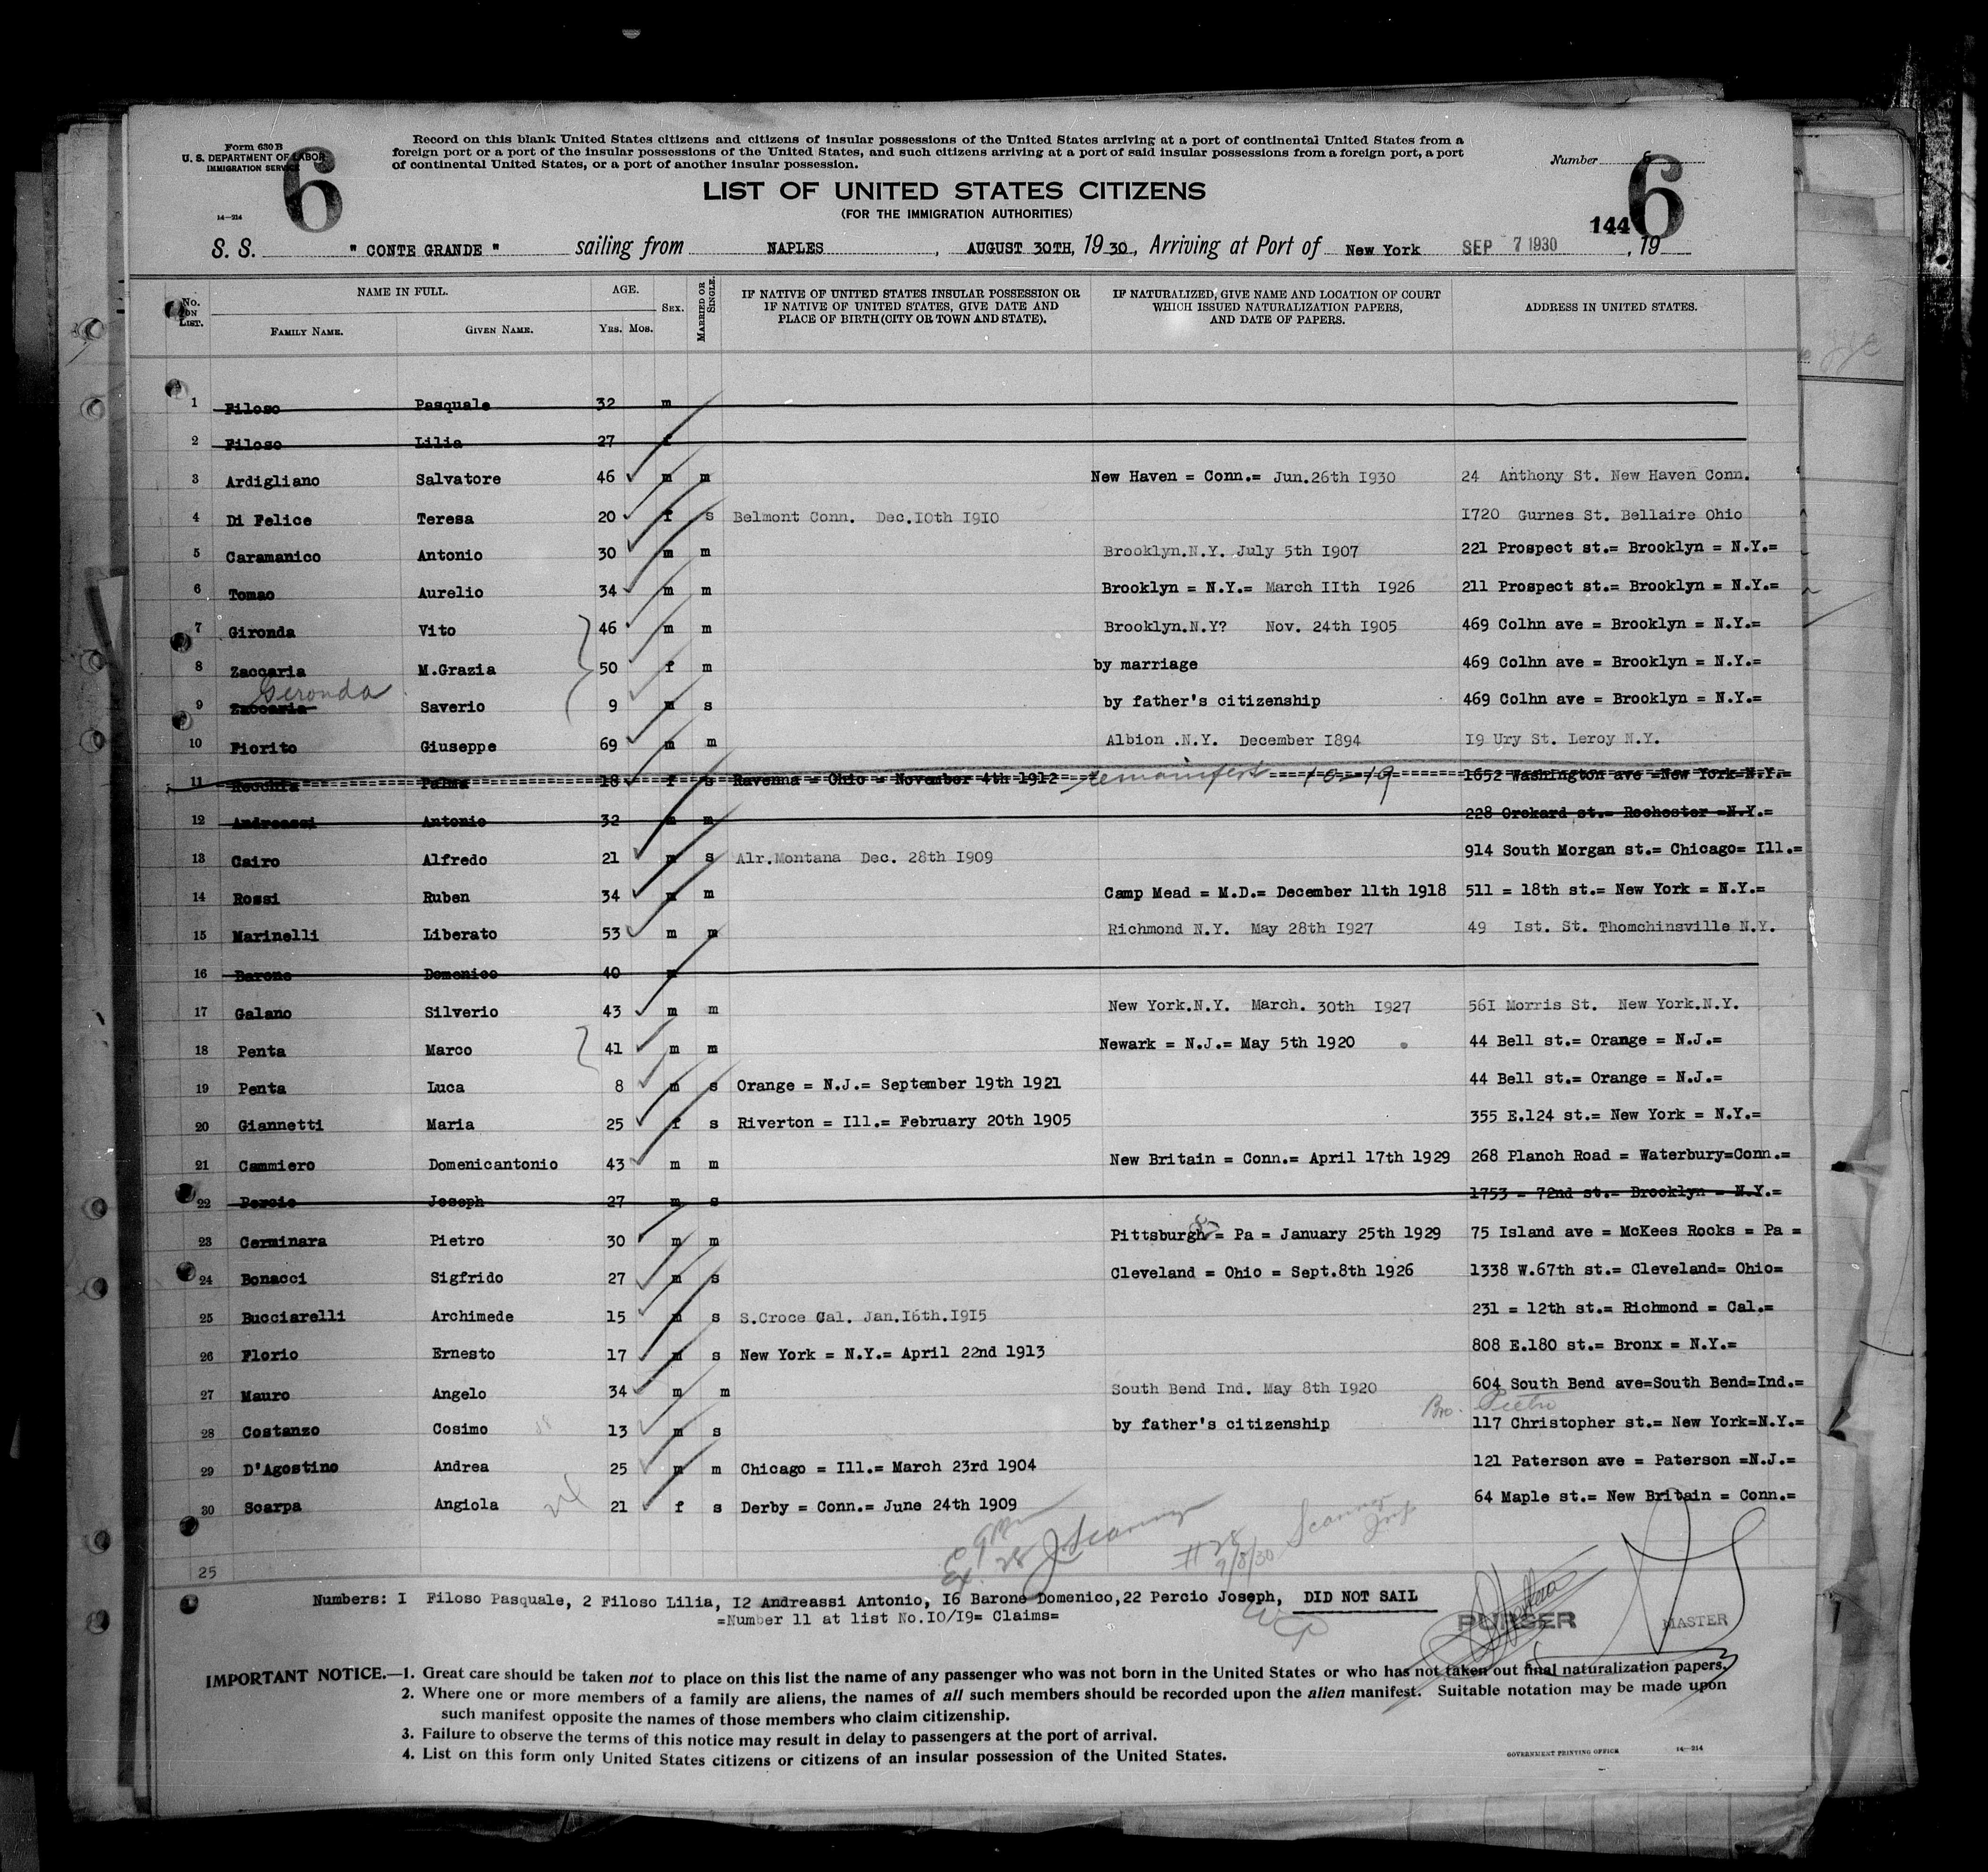 Form 630 B
U. S. DEPARTMENT OF LABOR
IMMIGRATION SERVICE
14—214
6
Record on this blank United States citizens and citizens of insular possessions of the United States arriving at a port of continental United States from a
foreign port or a port of the insular possessions of the United States, and such citizens arriving at a port of said insular possessions from a foreign port, a port
of continental United States, or a port of another insular possession.
Number 6
6
LIST OF UNITED STATES CITIZENS
(FOR THE IMMIGRATION AUTHORITIES)
144
S. S. " CONTE GRANDE " sailing from NAPLES , AUGUST 30TH, 1930, Arriving at Port of New York SEP 7 1930 , 19
No. ON LIST. NAME IN FULL. FAMILY NAME. GIVEN NAME. AGE. YRS. MOS. SEX. MARRIED OR SINGLE. IF NATIVE OF UNITED STATES INSULAR POSSESSION OR IF NATIVE OF UNITED STATES, GIVE DATE AND PLACE OF BIRTH (CITY OR TOWN AND STATE). IF NATURALIZED, GIVE NAME AND LOCATION OF COURT WHICH ISSUED NATURALIZATION PAPERS, AND DATE OF PAPERS. ADDRESS IN UNITED STATES.
1 Filoso Pasquale 32 m
2 Filoso Lilia 27 f
3 Ardigliano Salvatore 46 m m New Haven = Conn.= Jun.26th I930 24 Anthony St. New Haven Conn.
4 Di Felice Teresa 20 f s Belmont Conn. Dec.I0th I9I0 I720 Gurnes St. Bellaire Ohio
5 Caramanico Antonio 30 m m Brooklyn.N.Y. July 5th I907 221 Prospect st.= Brooklyn = N.Y.=
6 Tomao Aurelio 34 m m Brooklyn = N.Y.= March IIth I926 211 Prospect st.= Brooklyn = N.Y.=
7 Gironda Vito 46 m m Brooklyn.N.Y? Nov. 24th I905 469 Colhn ave = Brooklyn = N.Y.=
8 Zaccaria M.Grazia 50 f m by marriage 469 Colhn ave = Brooklyn = N.Y.=
Geronda
9 Zaccaria Saverio 9 m s by father's citizenship 469 Colhn ave = Brooklyn = N.Y.=
10 Fiorito Giuseppe 69 m m Albion .N.Y. December I894 I9 Ury St. Leroy N.Y.
11 Recchia Palma 18 f s Ravenna = Ohio = November 4th 1912 remanifest 10-19 1652 Washington ave =New York=N.Y.=
12 Andreassi Antonio 32 m m 228 Orckard st.= Rochester =N.Y.=
13 Cairo Alfredo 21 m s Alr.Montana Dec. 28th I909 914 South Morgan st.= Chicago= Ill.=
14 Rossi Ruben 34 m m Camp Mead = M.D.= December 11th 1918 511 = 18th st.= New York = N.Y.=
15 Marinelli Liberato 53 m m Richmond N.Y. May 28th I927 49 Ist. St. Thomchinsville N.Y.
16 Barone Domenico 40 m
17 Galano Silverio 43 m m New York.N.Y. March. 30th I927 56I Morris St. New York.N.Y.
18 Penta Marco 41 m m Newark = N.J.= May 5th 1920 44 Bell st.= Orange = N.J.=
19 Penta Luca 8 m s Orange = N.J.= September 19th 1921 44 Bell st.= Orange = N.J.=
20 Giannetti Maria 25 f s Riverton = Ill.= February 20th 1905 355 E.124 st.= New York = N.Y.=
21 Cammiero Domenicantonio 43 m m New Britain = Conn.= April 17th 1929 268 Planch Road = Waterbury=Conn.=
22 Percio Joseph 27 m s 1753 = 72nd st.= Brooklyn = N.Y.=
23 Cerminara Pietro 30 m m Pittsburgh = Pa = January 25th 1929 75 Island ave = McKees Rocks = Pa =
24 Bonacci Sigfrido 27 m s Cleveland = Ohio = Sept.8th 1926 1338 W.67th st.= Cleveland= Ohio=
25 Bucciarelli Archimede 15 m s S.Croce Cal. Jan.I6th.I9I5 231 = 12th st.= Richmond = Cal.=
26 Florio Ernesto 17 m s New York = N.Y.= April 22nd 1913 808 E.180 st.= Bronx = N.Y.=
27 Mauro Angelo 34 m m South Bend Ind. May 8th I920 604 South Bend ave=South Bend=Ind.=
Bro. Pietro
28 Costanzo Cosimo 13 m s by father's citizenship 117 Christopher st.= New York=N.Y.=
29 D'Agostino Andrea 25 m m Chicago = Ill.= March 23rd 1904 121 Paterson ave = Paterson =N.J.=
30 Scarpa Angiola 21 f s Derby = Conn.= June 24th 1909 64 Maple st.= New Britain = Conn.=
#28
9/8/30
25
Numbers: I Filoso Pasquale, 2 Filoso Lilia, I2 Andreassi Antonio, I6 Barone Domenico,22 Percio Joseph, DID NOT SAIL
=Number 11 at list No.I0/I9= Claims=
PURSER
MASTER
IMPORTANT NOTICE.—1. Great care should be taken not to place on this list the name of any passenger who was not born in the United States or who has not taken out final naturalization papers.
2. Where one or more members of a family are aliens, the names of all such members should be recorded upon the alien manifest. Suitable notation may be made upon
such manifest opposite the names of those members who claim citizenship.
3. Failure to observe the terms of this notice may result in delay to passengers at the port of arrival.
4. List on this form only United States citizens or citizens of an insular possession of the United States.
GOVERNMENT PRINTING OFFICE 14—214